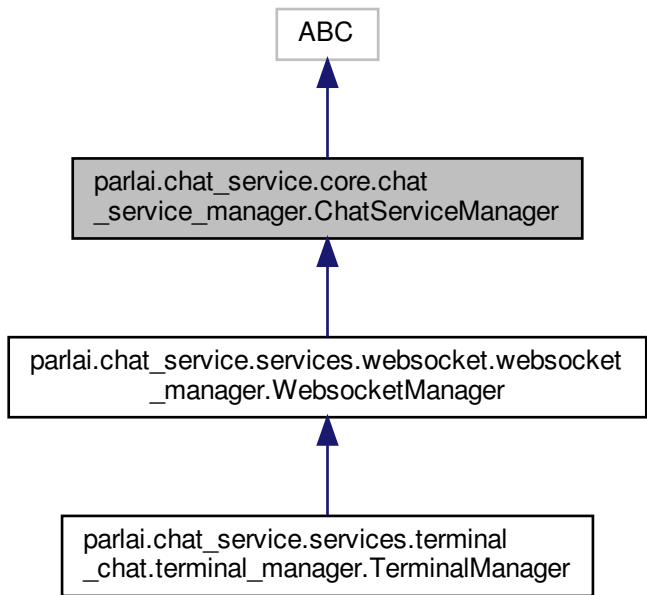 ABC
parlai.chat_service.core.chat
_service_manager.ChatServiceManager
parlai.chat_service.services.websocket.websocket
_manager.WebsocketManager
parlai.chat_service.services.terminal
_chat.terminal_manager.TerminalManager